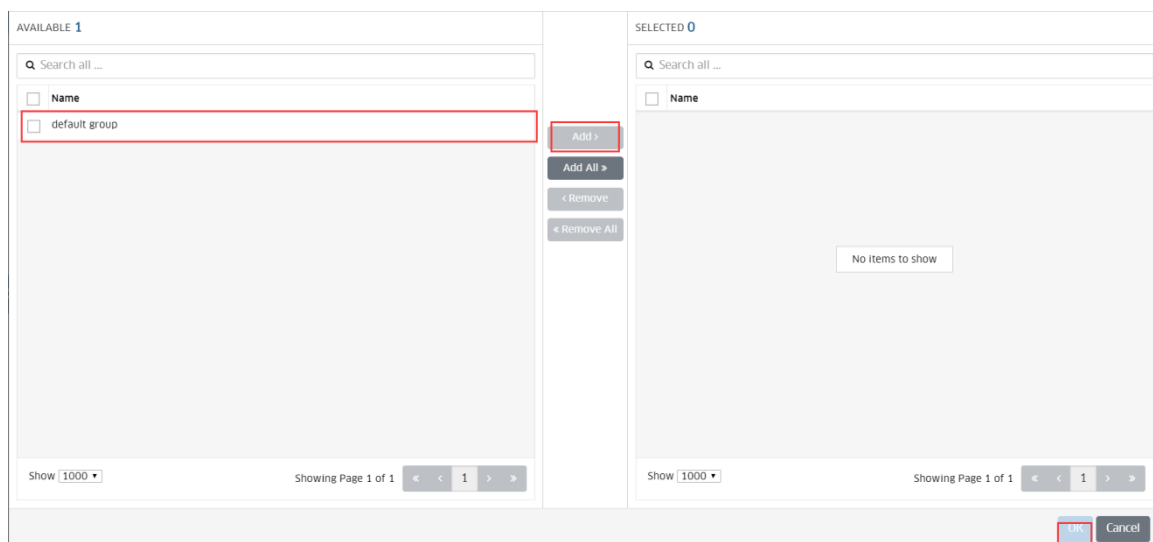 AVAILABLE 1
Search all ...
Name
default group
Show 1000
Showing Page 1 of 1 « < 1 > »
Add >
Add All »
< Remove
« Remove All
SELECTED 0
Search all ...
Name
No items to show
Show 1000
Showing Page 1 of 1 « < 1 > »
OK
Cancel